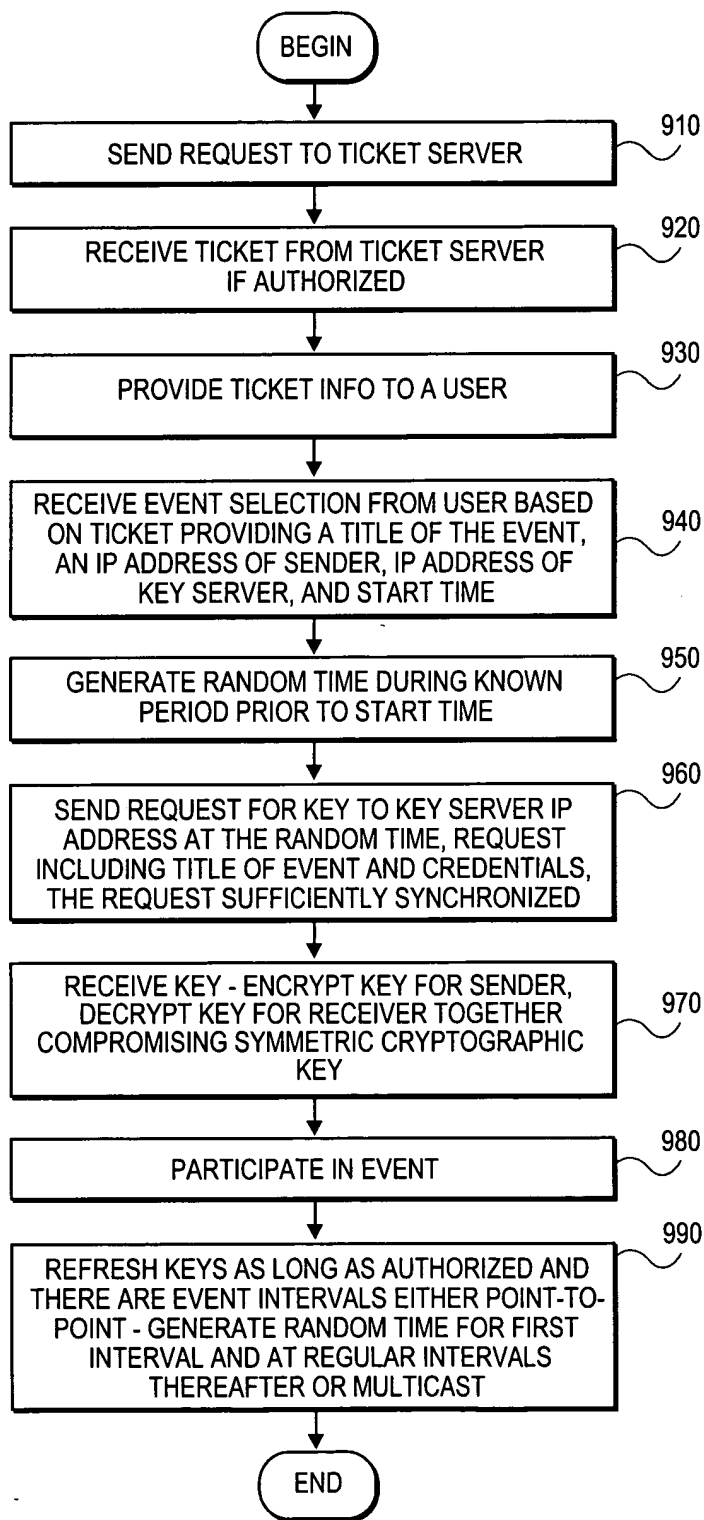 BEGIN
910
SEND REQUEST TO TICKET SERVER
920
RECEIVE TICKET FROM TICKET SERVER
IF AUTHORIZED
930
PROVIDE TICKET INFO TO A USER
940
RECEIVE EVENT SELECTION FROM USER BASED
ON TICKET PROVIDING A TITLE OF THE EVENT,
AN IP ADDRESS OF SENDER, IP ADDRESS OF
KEY SERVER, AND START TIME
950
GENERATE RANDOM TIME DURING KNOWN
PERIOD PRIOR TO START TIME
960
SEND REQUEST FOR KEY TO KEY SERVER IP
ADDRESS AT THE RANDOM TIME, REQUEST
INCLUDING TITLE OF EVENT AND CREDENTIALS,
THE REQUEST SUFFICIENTLY SYNCHRONIZED
970
RECEIVE KEY - ENCRYPT KEY FOR SENDER,
DECRYPT KEY FOR RECEIVER TOGETHER
COMPROMISING SYMMETRIC CRYPTOGRAPHIC
KEY
980
PARTICIPATE IN EVENT
990
REFRESH KEYS AS LONG AS AUTHORIZED AND
THERE ARE EVENT INTERVALS EITHER POINT-TO-
POINT - GENERATE RANDOM TIME FOR FIRST
INTERVAL AND AT REGULAR INTERVALS
THEREAFTER OR MULTICAST
END